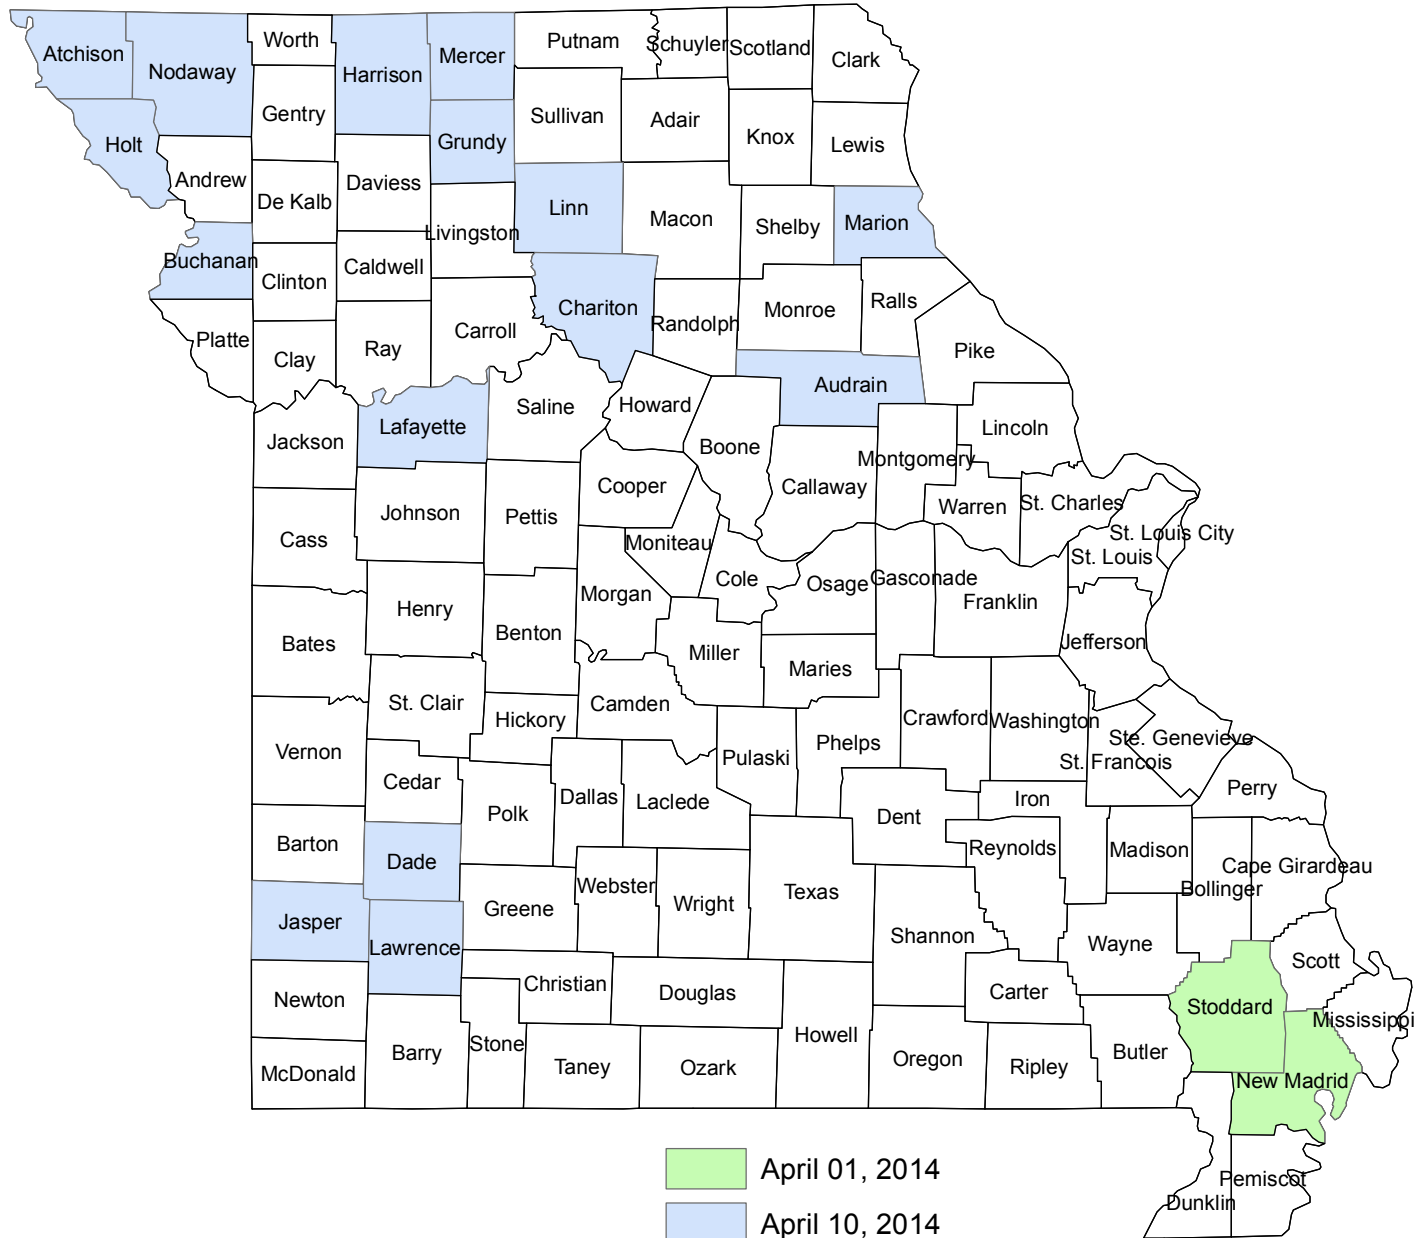 Worth
Putnam
Schuyler
Scotland
Clark
Atchison
Nodaway
Harrison
Mercer
Gentry
Sullivan
Adair
Knox
Lewis
Holt
Grundy
Andrew
De Kalb
Daviess
Livingston
Linn
Macon
Shelby
Marion
Buchanan
Clinton
Caldwell
Chariton
Randolph
Monroe
Ralls
Platte
Clay
Ray
Carroll
Pike
Audrain
Saline
Howard
Lafayette
Jackson
Boone
Lincoln
Montgomery
Callaway
Cooper
Warren
St. Charles
Johnson
Pettis
Cass
Moniteau
St. Louis City
St. Louis
Cole
Osage
Gasconade
Franklin
Morgan
Henry
Benton
Bates
Miller
Maries
Jefferson
St. Clair
Camden
Hickory
Crawford
Washington
Vernon
Pulaski
Phelps
Ste. Genevieve
St. Francois
Cedar
Dallas
Laclede
Iron
Perry
Polk
Dent
Barton
Dade
Reynolds
Madison
Cape Girardeau
Bollinger
Webster
Texas
Greene
Wright
Jasper
Lawrence
Shannon
Wayne
Scott
Christian
Newton
Douglas
Carter
Stoddard
Mississippi
Howell
Stone
Barry
Butler
McDonald
Taney
Ozark
Oregon
Ripley
New Madrid
Pemiscot
Dunklin
April 01, 2014
April 10, 2014